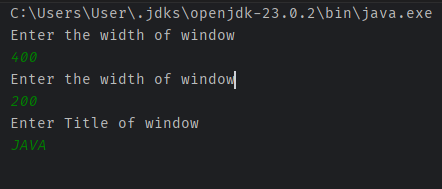 C:\Users\User\.jdks\openjdk-23.0.2\bin\java.exe
Enter the width of window
400
Enter the width of window
200
Enter Title of window
JAVA